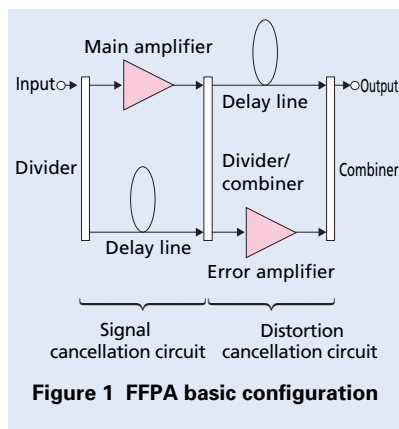 Main amplifier
Input
Output
Delay line
Divider
Divider/
combiner
Combiner
Delay line
Error amplifier
Signal
cancellation circuit
Distortion
cancellation circuit
Figure 1 FFPA basic configuration